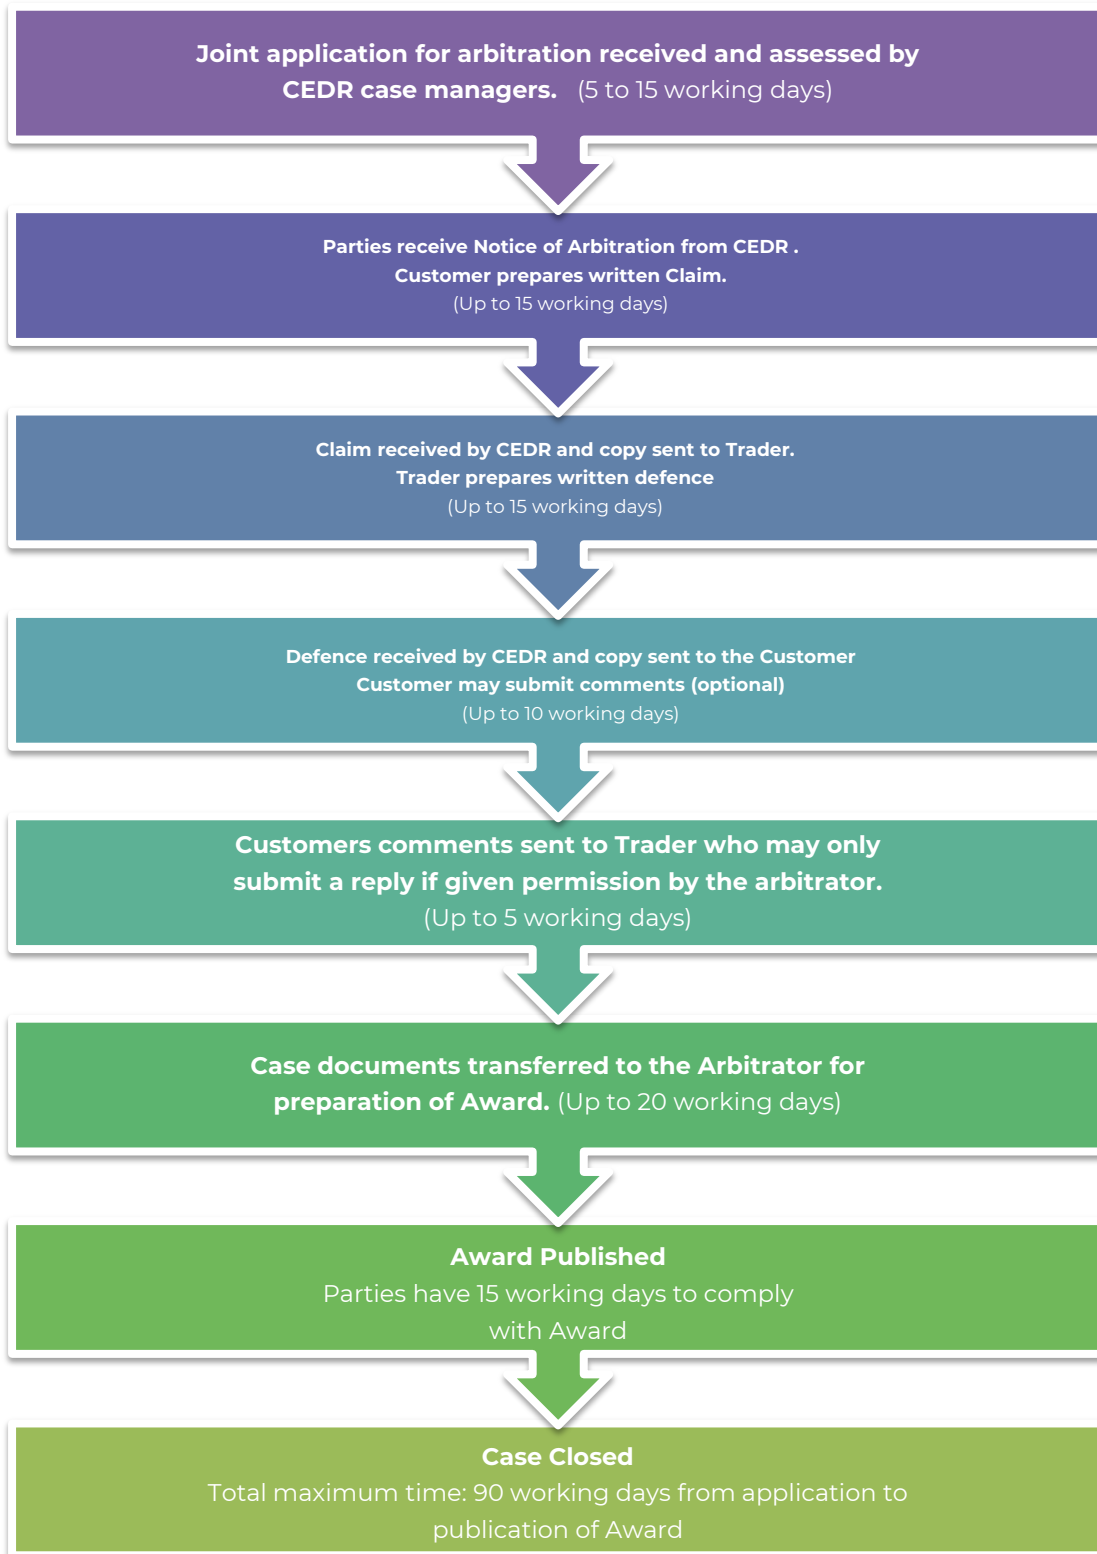 Joint application for arbitration received and assessed by
CEDR case managers. (5 to 15 working days)
Parties receive Notice of Arbitration from CEDR .
Customer prepares written Claim.
(Up to 15 working days)
Claim received by CEDR and copy sent to Trader.
Trader prepares written defence
(Up to 15 working days)
Defence received by CEDR and copy sent to the Customer
Customer may submit comments (optional)
(Up to 10 working days)
Customers comments sent to Trader who may only
submit a reply if given permission by the arbitrator.
(Up to 5 working days)
Case documents transferred to the Arbitrator for
preparation of Award. (Up to 20 working days)
Award Published
Parties have 15 working days to comply
with Award
Case Closed
Total maximum time: 90 working days from application to
publication of Award